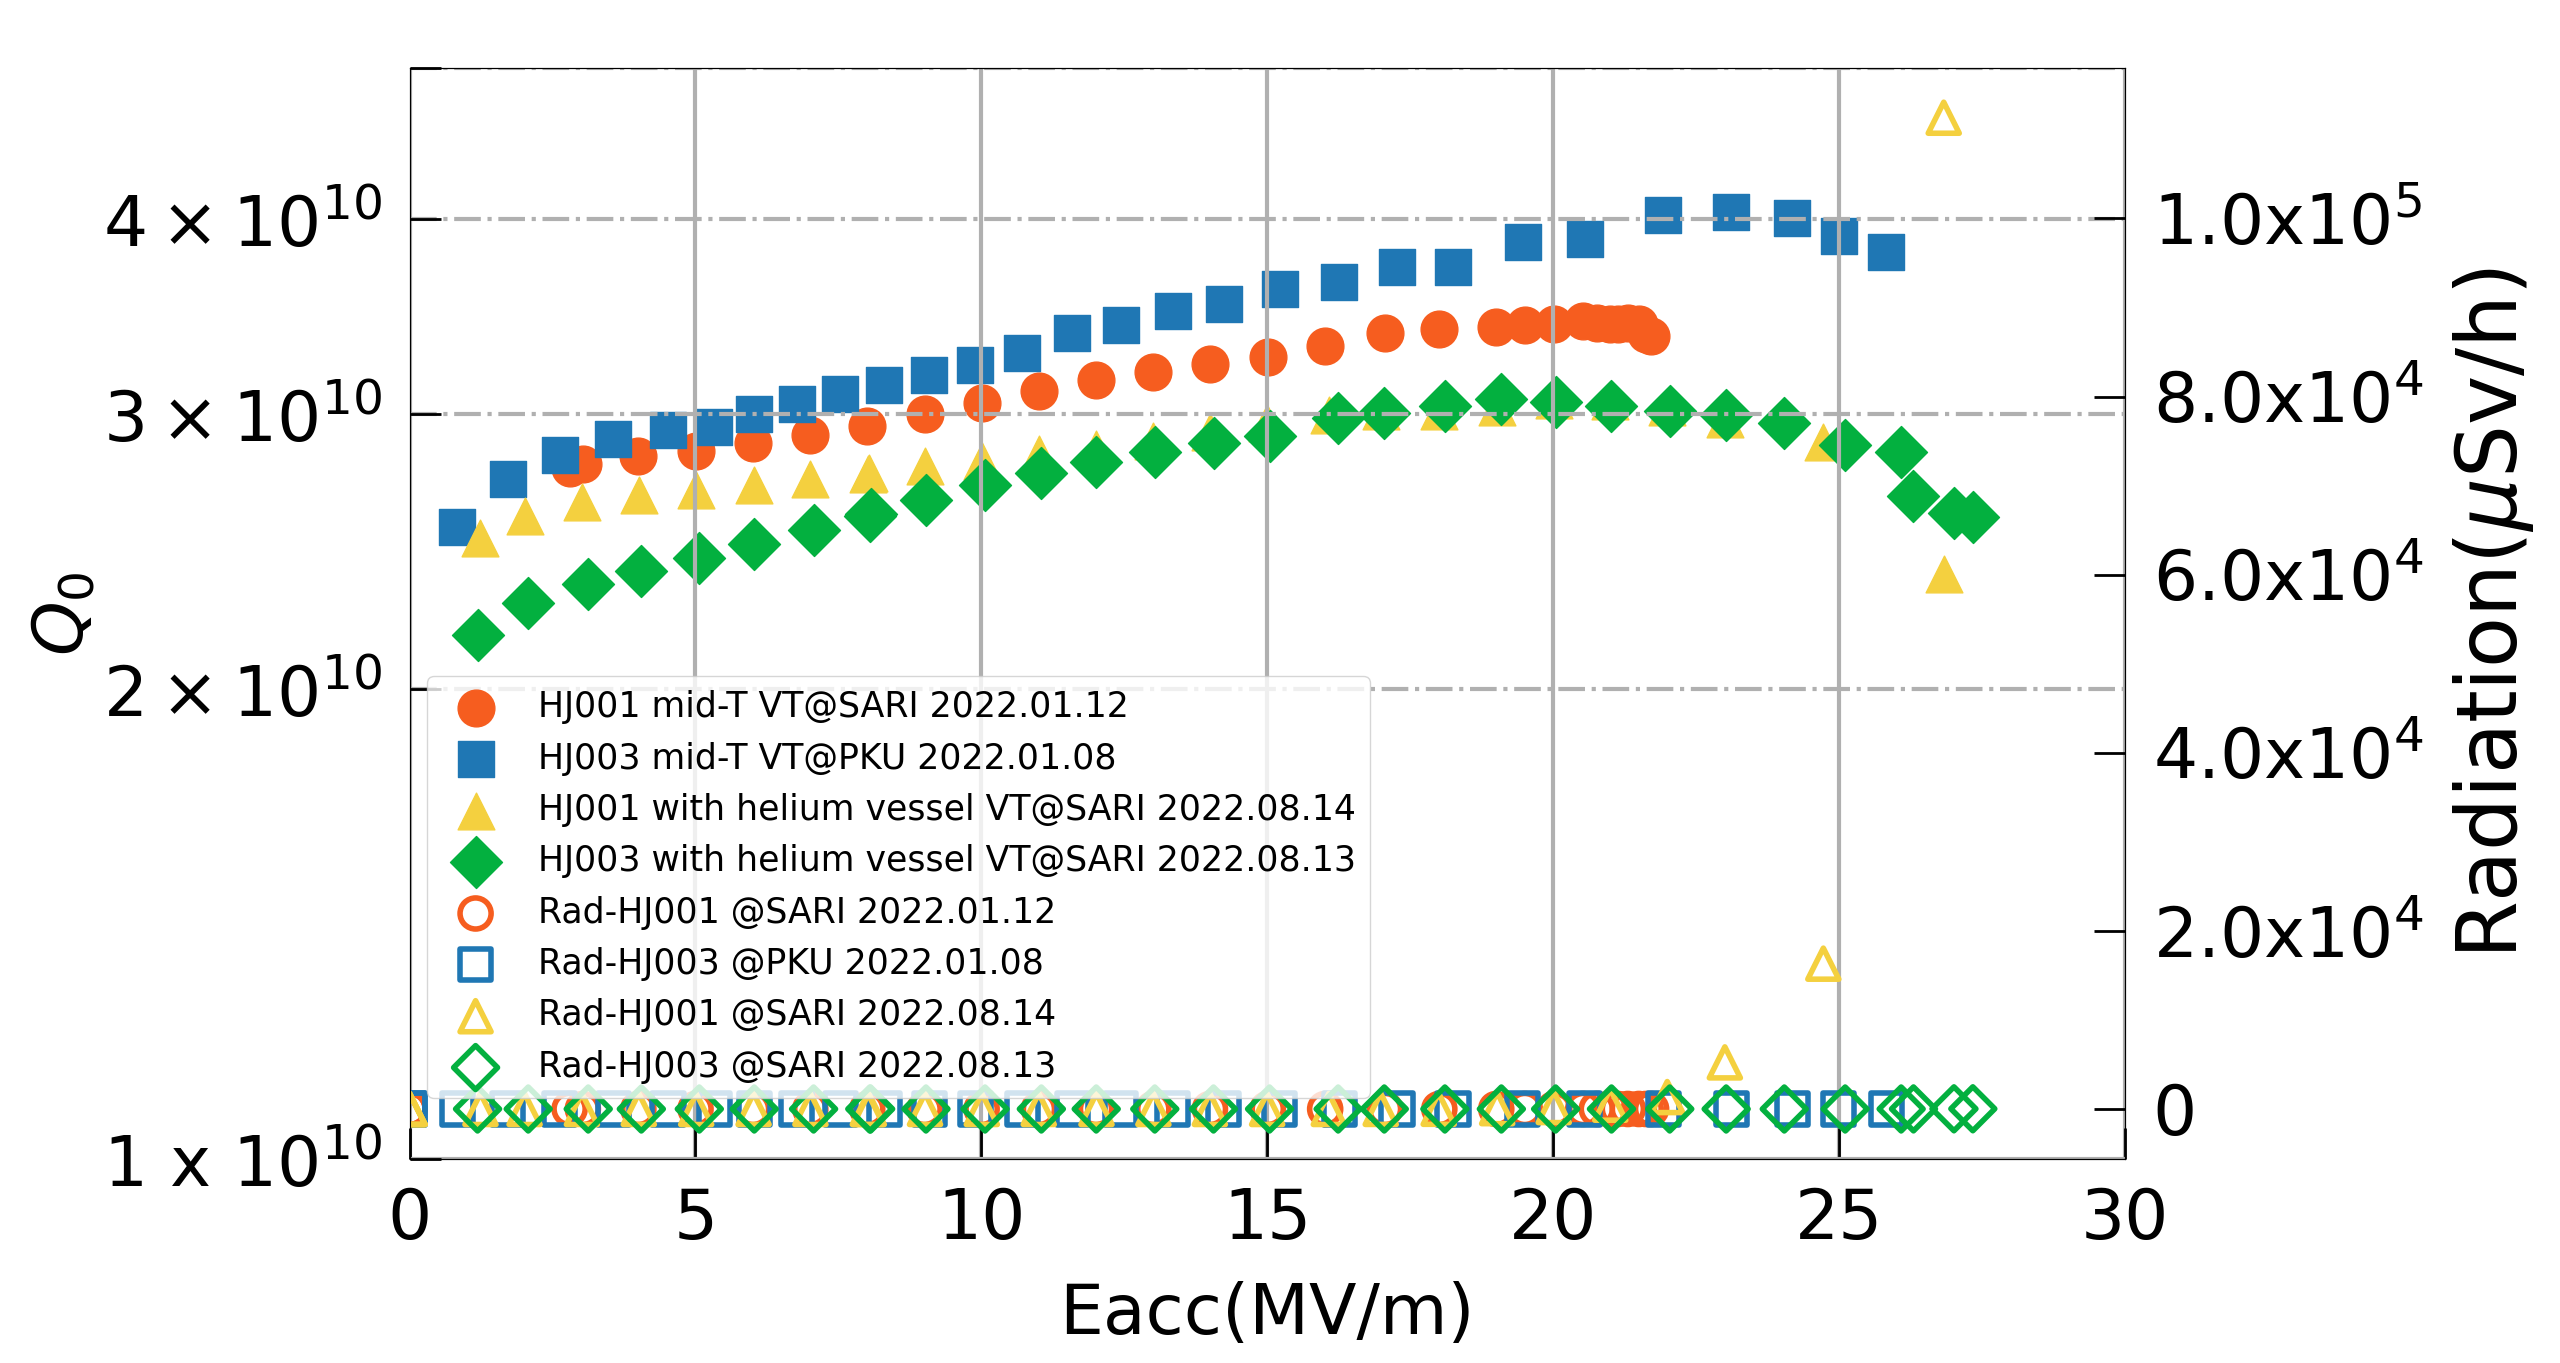 4 × 10^10
3 × 10^10
2 × 10^10
1 x 10^10
Q_0
HJ001 mid-T VT@SARI 2022.01.12
HJ003 mid-T VT@PKU 2022.01.08
HJ001 with helium vessel VT@SARI 2022.08.14
HJ003 with helium vessel VT@SARI 2022.08.13
Rad-HJ001 @SARI 2022.01.12
Rad-HJ003 @PKU 2022.01.08
Rad-HJ001 @SARI 2022.08.14
Rad-HJ003 @SARI 2022.08.13
1.0x10^5
8.0x10^4
6.0x10^4
4.0x10^4
2.0x10^4
0
Radiation(μSv/h)
0 5 10 15 20 25 30
Eacc(MV/m)